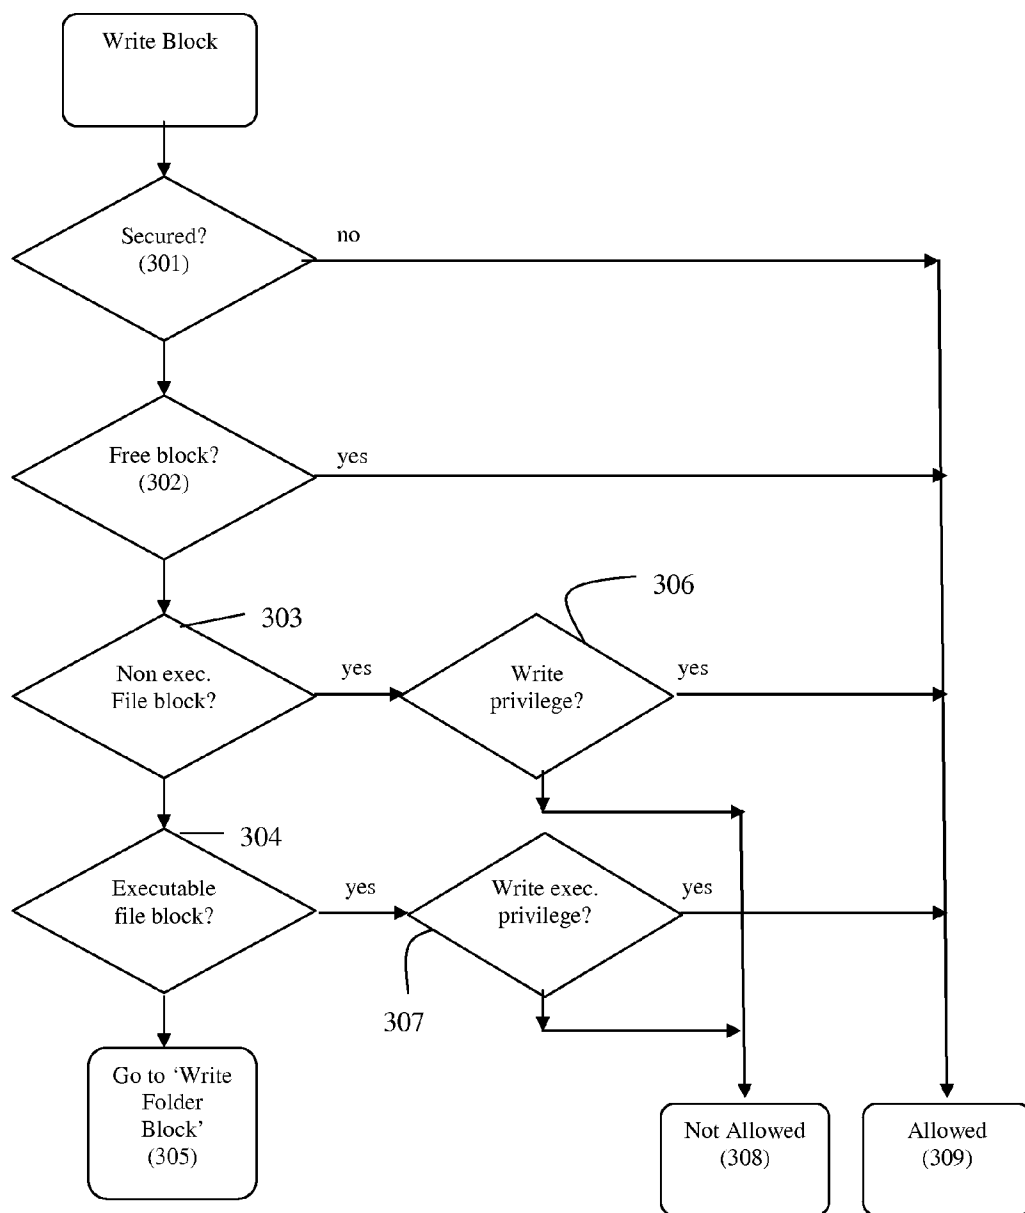 Write Block
Secured?
(301)
no
Free block?
(302)
yes
303
Non exec.
File block?
yes
306
Write
privilege?
yes
304
Executable
file block?
yes
Write exec.
privilege?
yes
307
Go to ‘Write
Folder
Block’
(305)
Not Allowed
(308)
Allowed
(309)